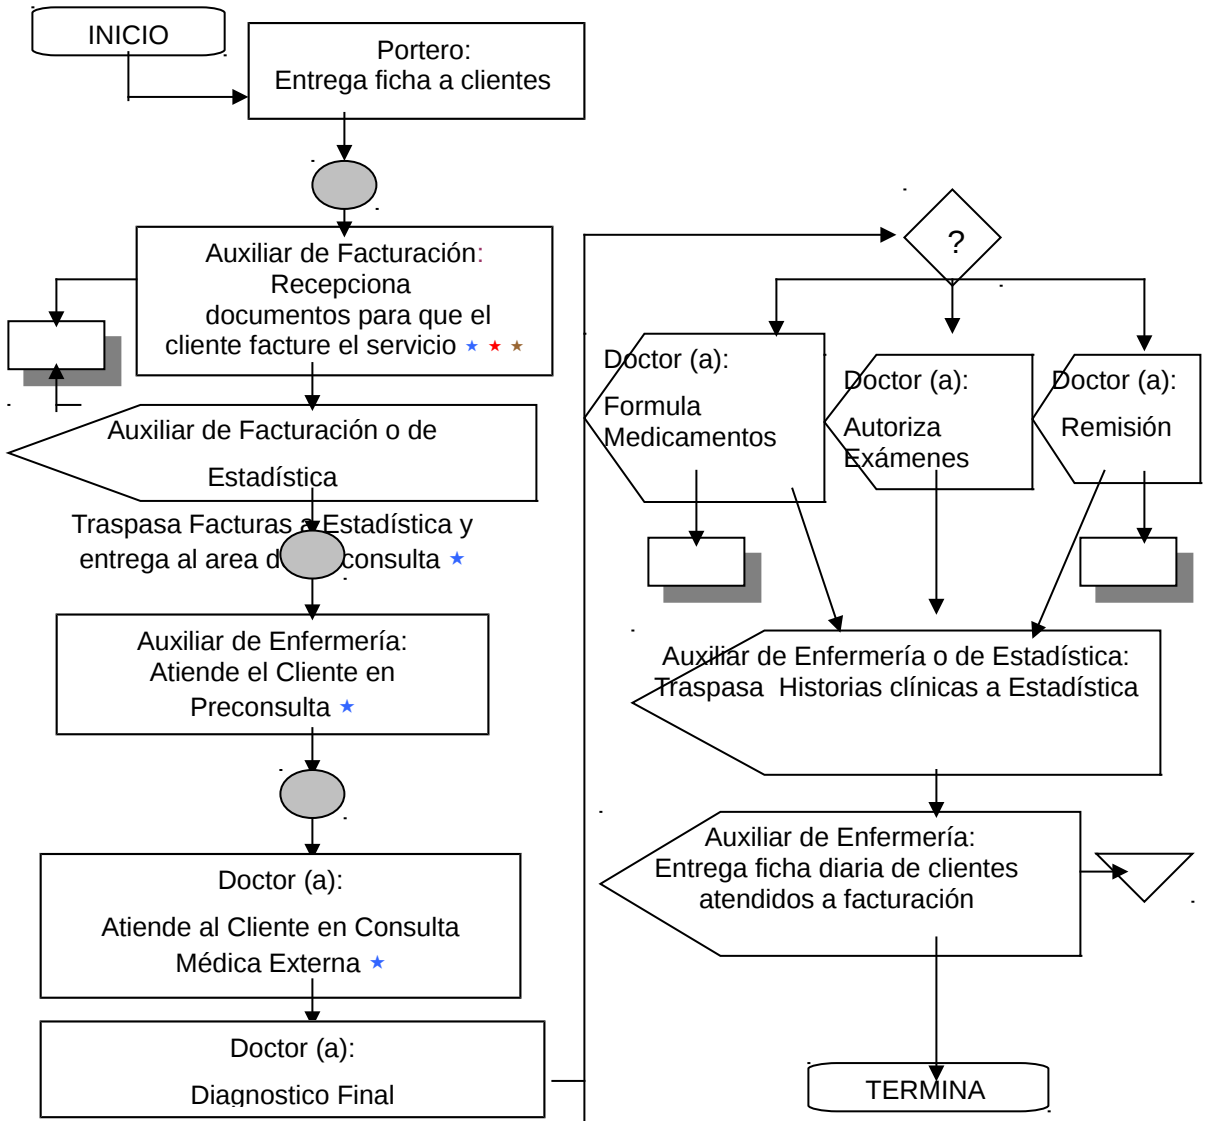 INICIO
Portero:
Entrega ficha a clientes
Auxiliar de Facturación:
Recepciona
documentos para que el
cliente facture el servicio ★ ★ ★
Auxiliar de Facturación o de
Estadística
Traspasa Facturas a Estadística y
entrega al area d consulta ★
Auxiliar de Enfermería:
Atiende el Cliente en
Preconsulta ★
Doctor (a):
Atiende al Cliente en Consulta
Médica Externa ★
Doctor (a):
Diagnostico Final
?
Doctor (a):
Formula
Medicamentos
Doctor (a):
Autoriza
Exámenes
Doctor (a):
Remisión
Auxiliar de Enfermería o de Estadística:
Traspasa Historias clínicas a Estadística
Auxiliar de Enfermería:
Entrega ficha diaria de clientes
atendidos a facturación
TERMINA